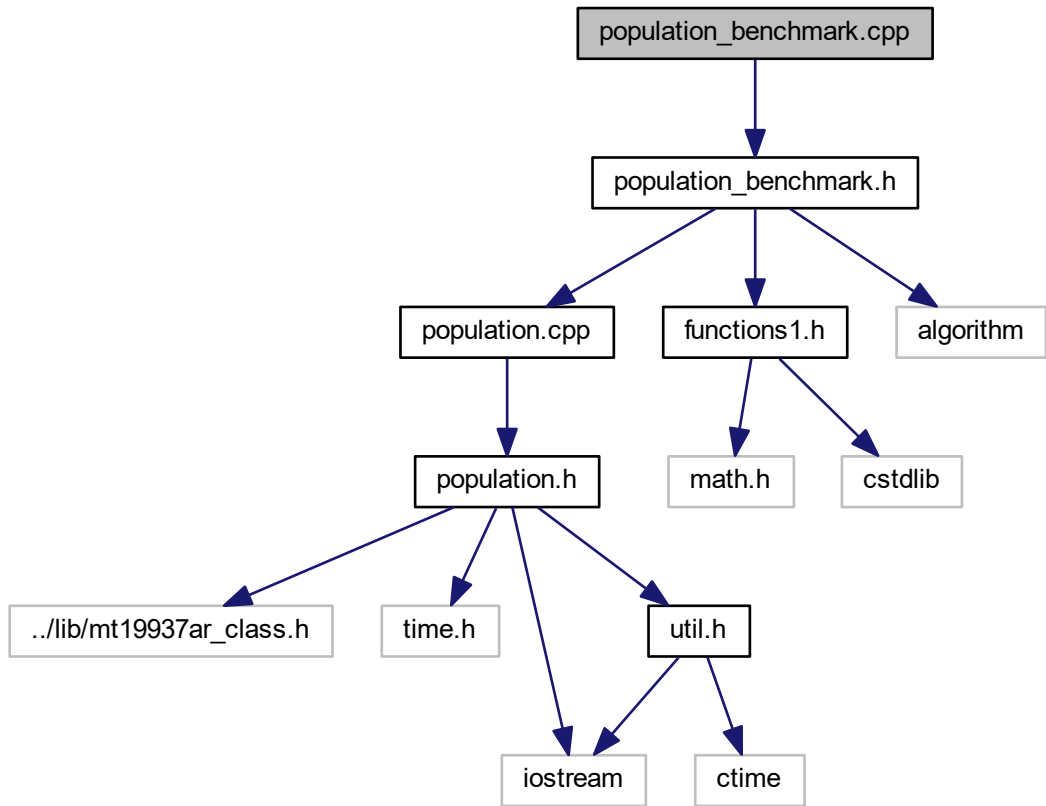 population_benchmark.cpp
population_benchmark.h
population.cpp
functions1.h
algorithm
population.h
math.h
cstdlib
../lib/mt19937ar_class.h
time.h
util.h
iostream
ctime